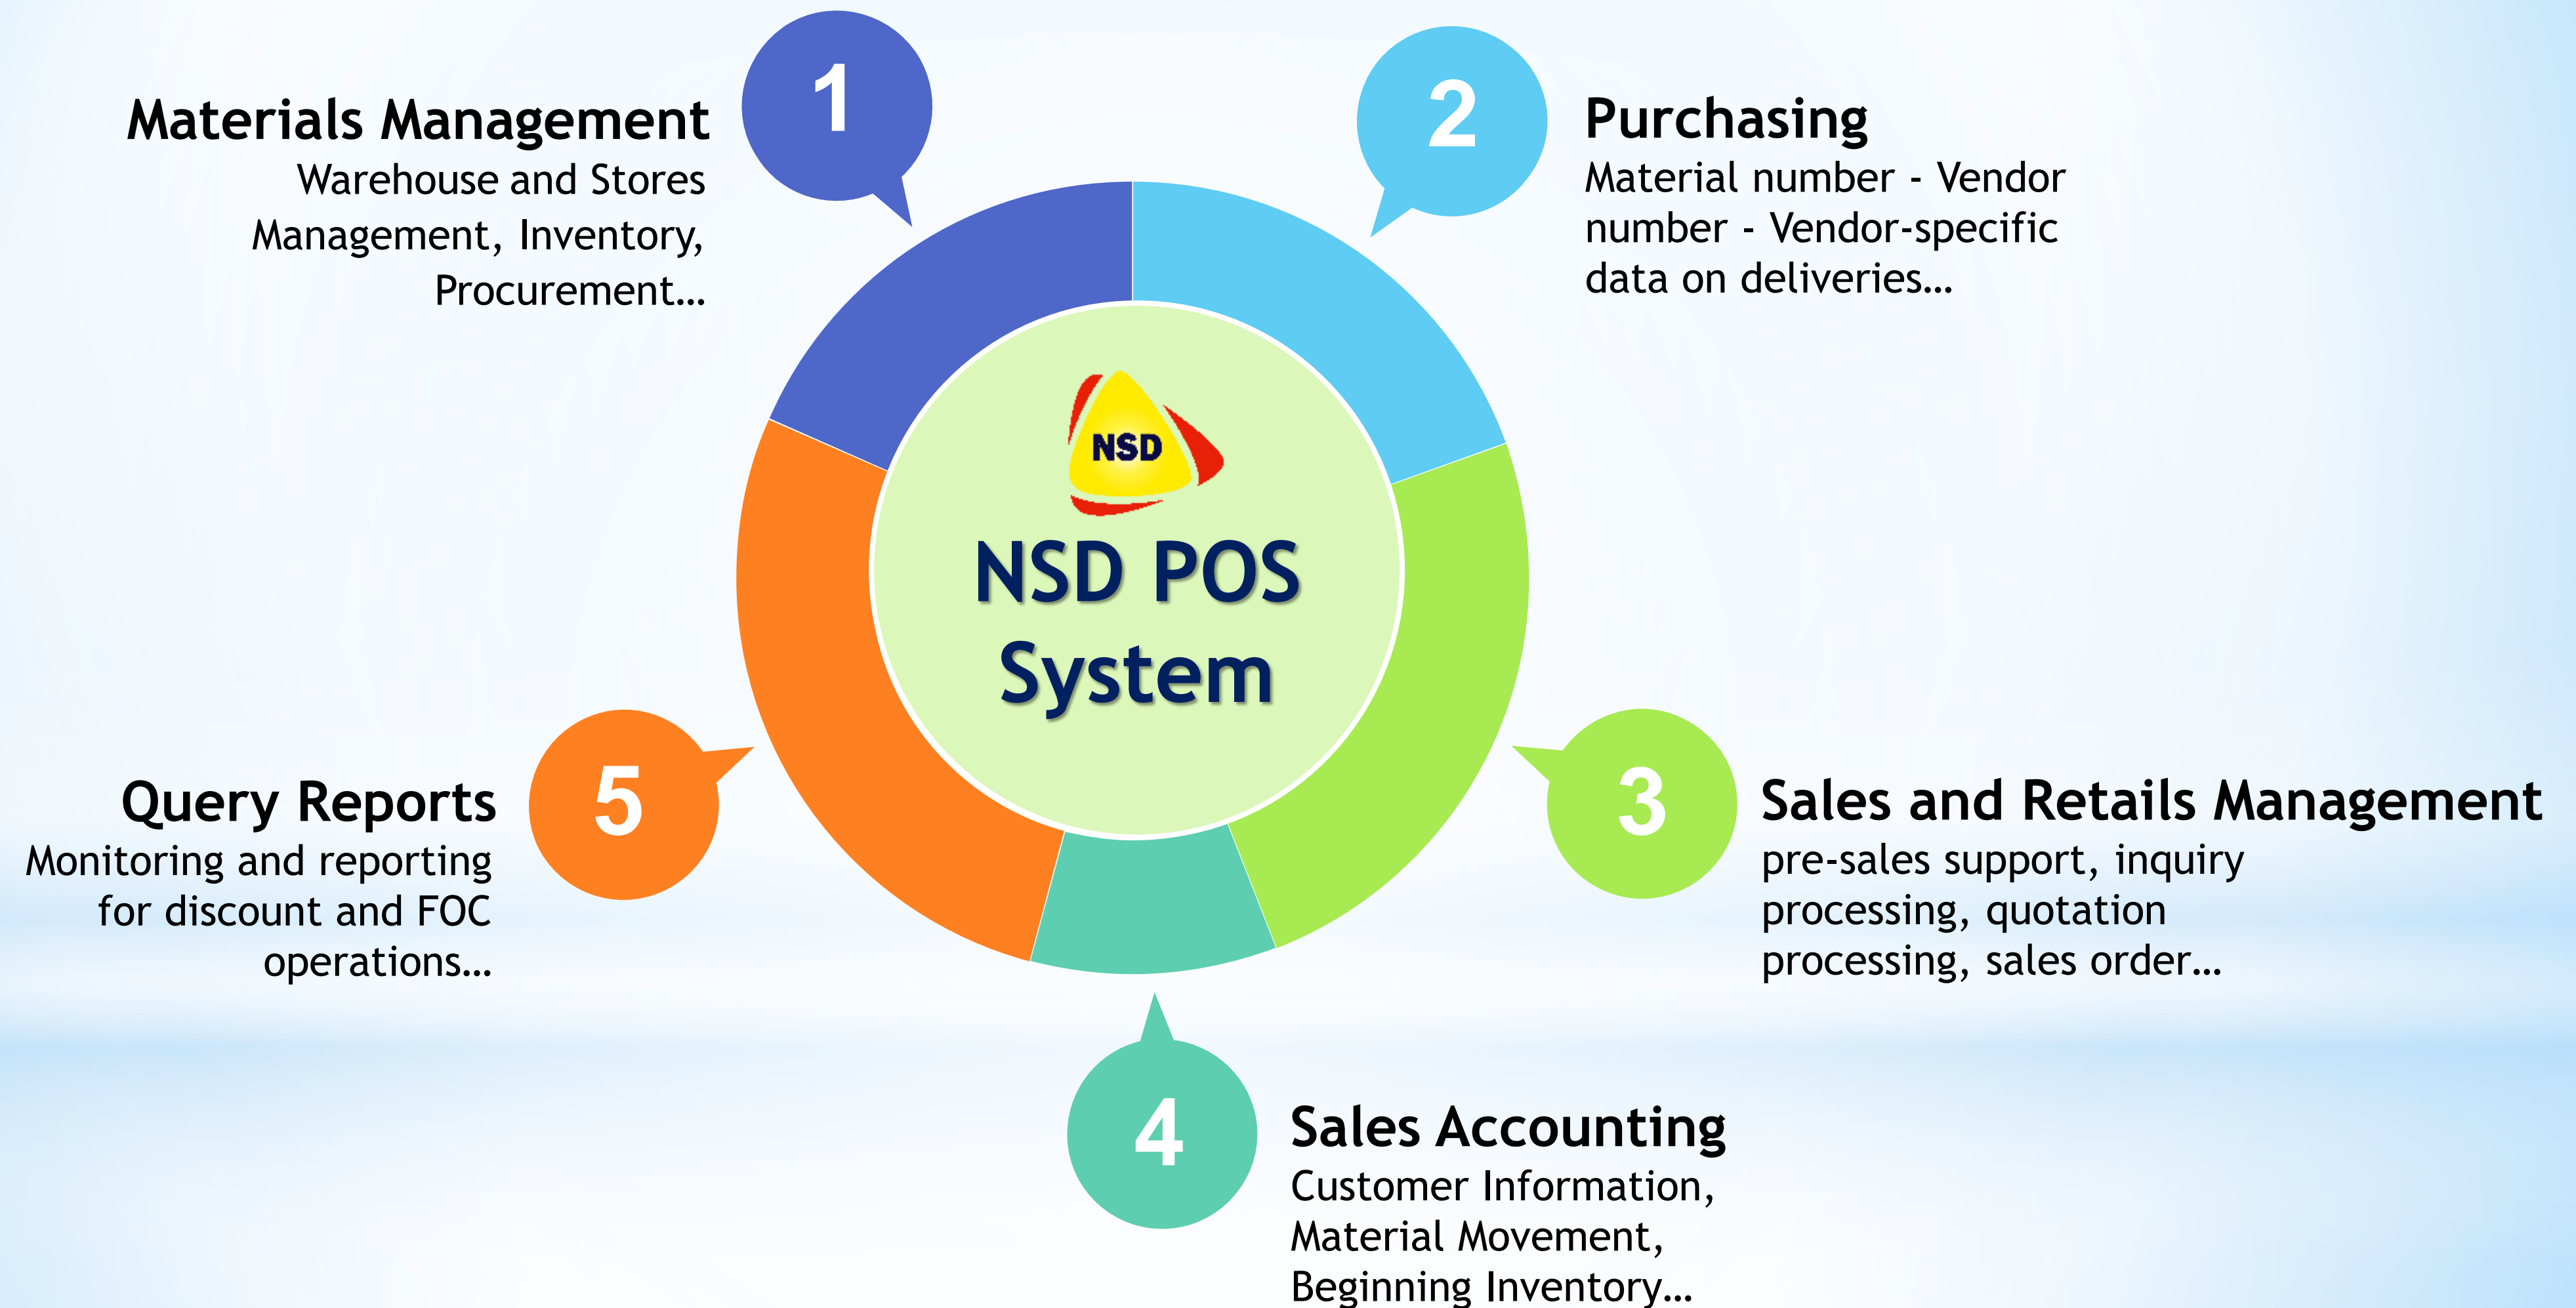 1
Materials Management
Warehouse and Stores
Management, Inventory,
Procurement…
2
Purchasing
Material number - Vendor
number - Vendor-specific
data on deliveries…
NSD
NSD POS
System
3
Sales and Retails Management
pre-sales support, inquiry
processing, quotation
processing, sales order…
4
Sales Accounting
Customer Information,
Material Movement,
Beginning Inventory…
5
Query Reports
Monitoring and reporting
for discount and FOC
operations…